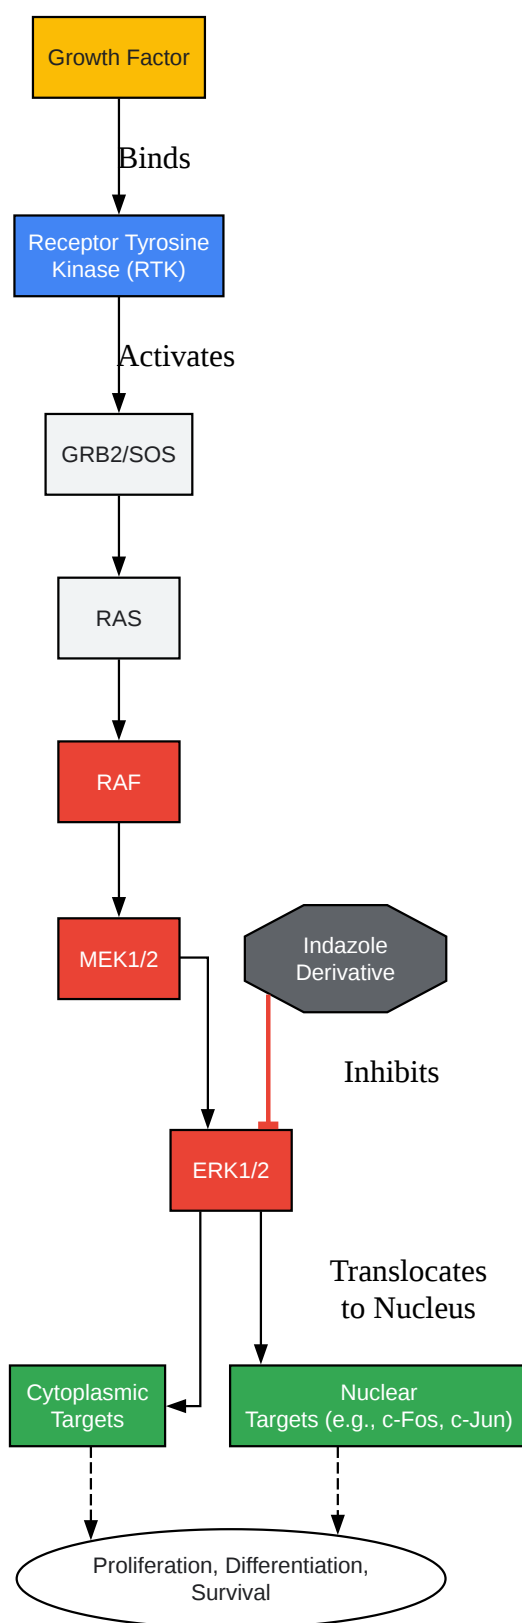 Growth Factor
Binds
Receptor Tyrosine
Kinase (RTK)
Activates
GRB2/SOS
RAS
RAF
MEK1/2
Indazole
Derivative
Inhibits
ERK1/2
Translocates
to Nucleus
Cytoplasmic
Targets
Nuclear
Targets (e.g., c-Fos, c-Jun)
Proliferation, Differentiation,
Survival